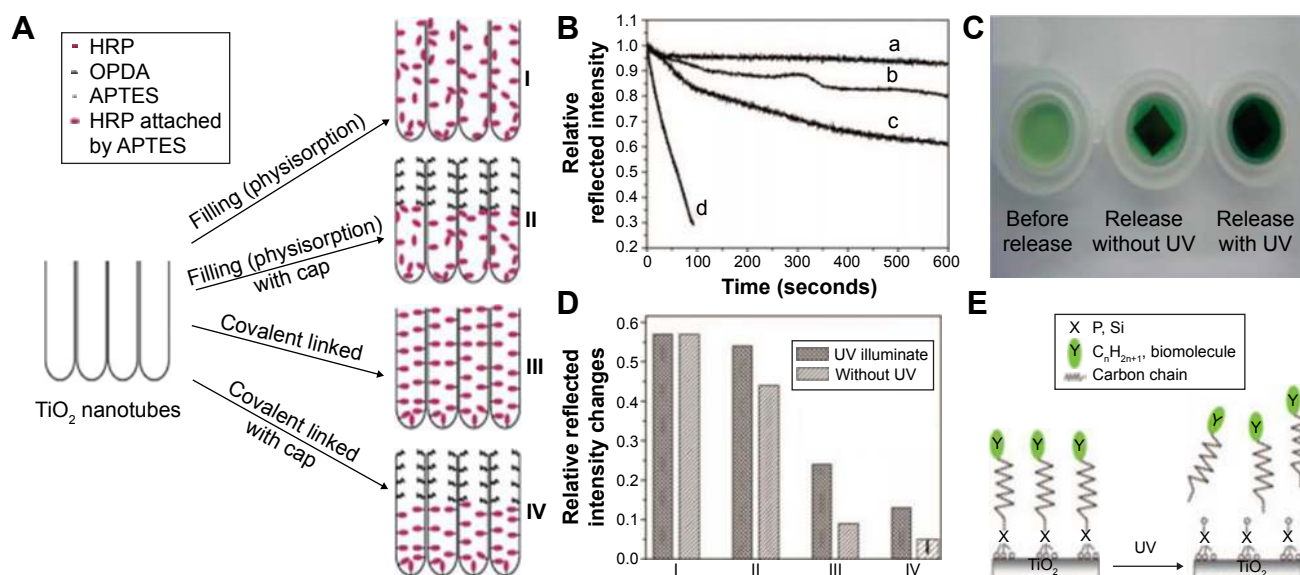 A
HRP
OPDA
APTES
HRP attached
by APTES
Filling (physisorption)
Filling (physisorption)
with cap
Covalent linked
Covalent linked
with cap
TiO2 nanotubes
I
II
III
IV
B
Relative
reflected intensity
1.0
0.9
0.8
0.7
0.6
0.5
0.4
0.3
0.2
a
b
c
d
0
100
200
300
400
500
600
Time (seconds)
C
Before
release
Release
without UV
Release
with UV
D
Relative reflected
intensity changes
0.6
0.5
0.4
0.3
0.2
0.1
0.0
UV illuminate
Without UV
I
II
III
IV
E
X P, Si
Y CnH2n+1, biomolecule
Carbon chain
Y Y Y
X X X
TiO2
UV
Y Y Y
X X X
TiO2